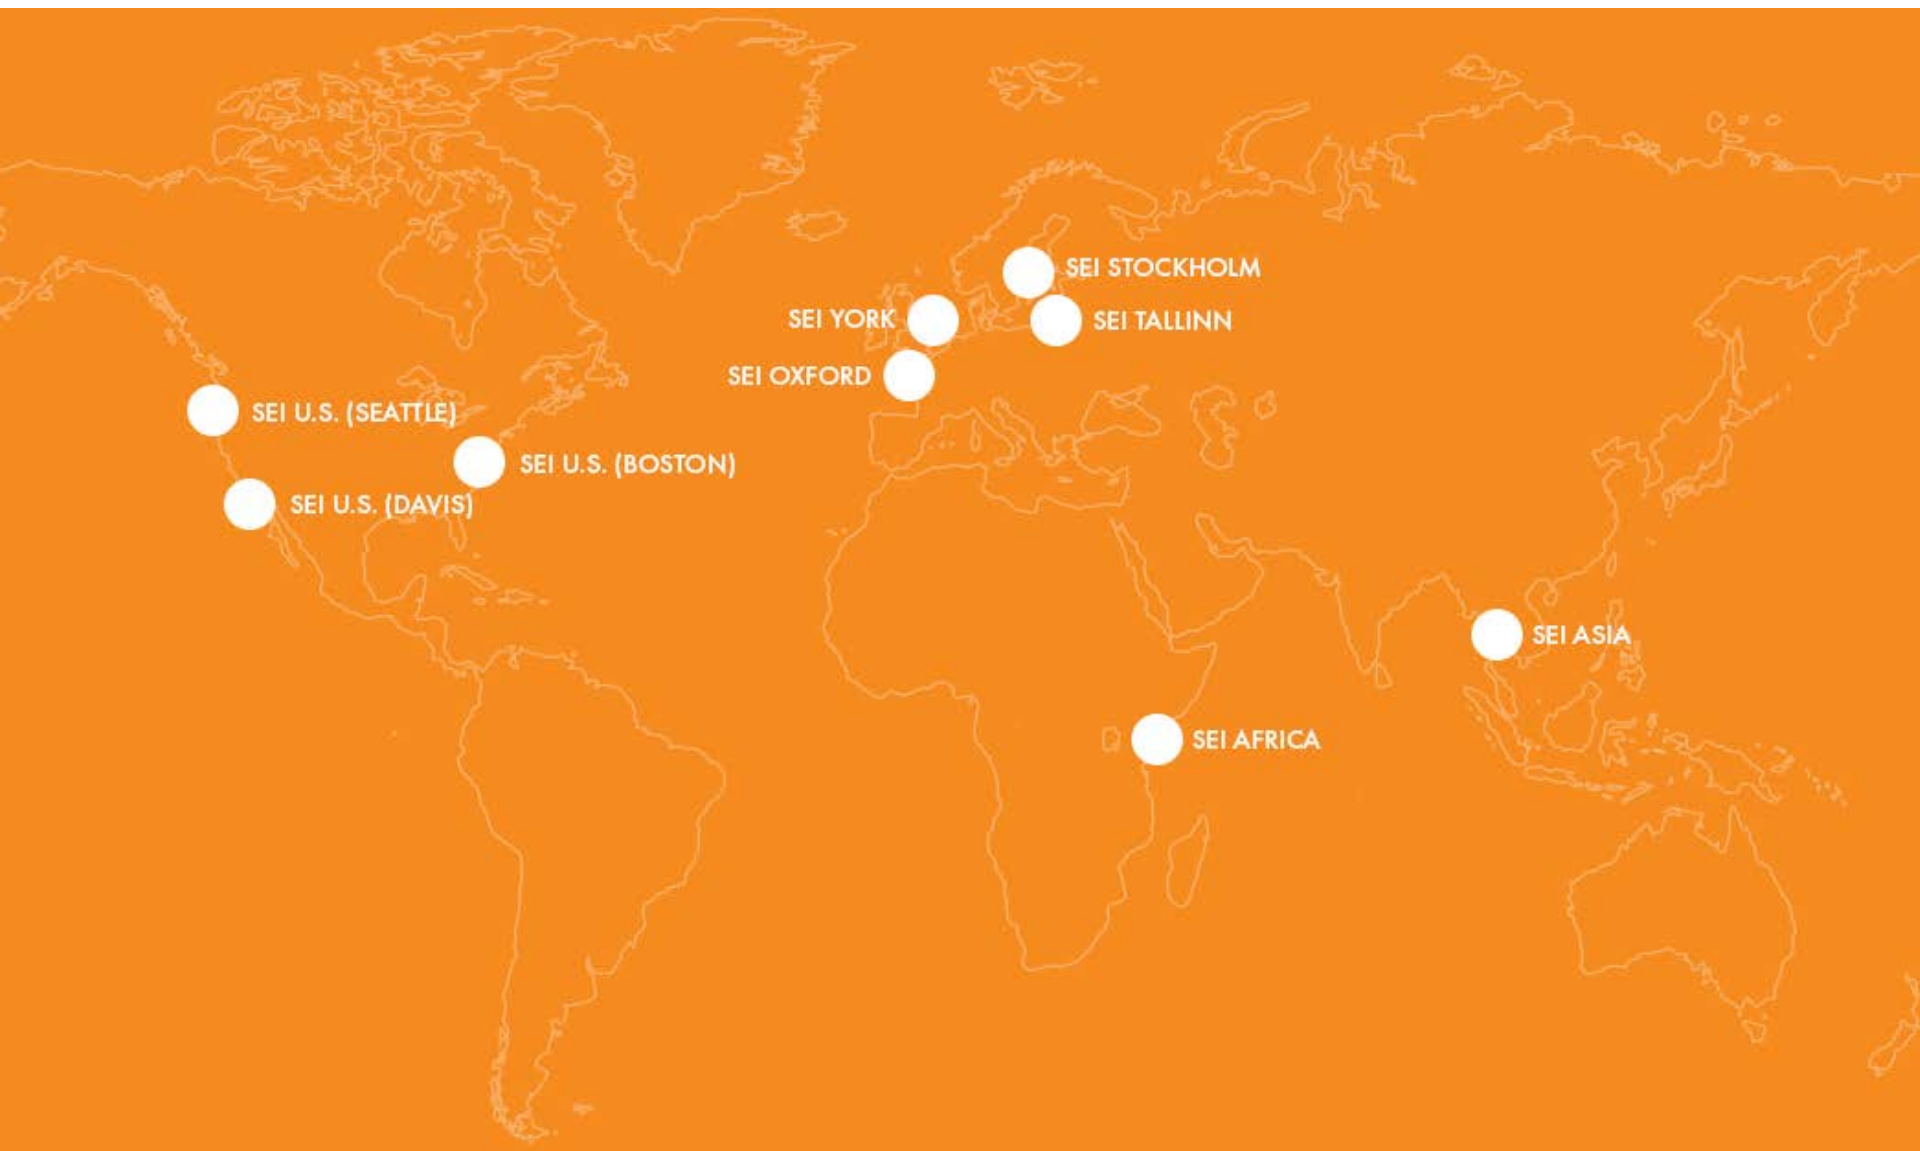 SEI STOCKHOLM
SEI YORK
SEI TALLINN
SEI OXFORD
SEI U.S. (SEATTLE)
SEI U.S. (BOSTON)
SEI U.S. (DAVIS)
SEI ASIA
SEI AFRICA